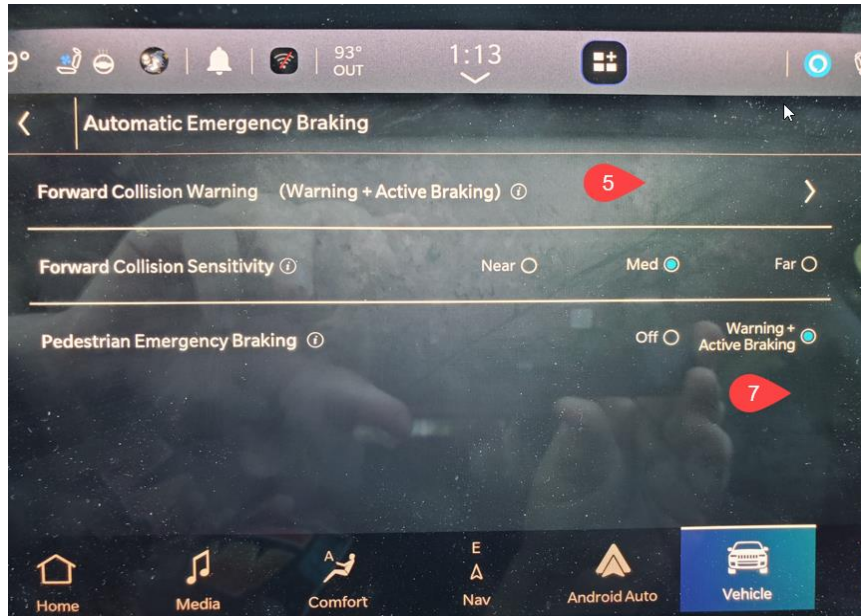 9°
93°
OUT
1:13
Automatic Emergency Braking
Forward Collision Warning (Warning + Active Braking) i
5
Forward Collision Sensitivity i Near Med Far
Pedestrian Emergency Braking i Off Warning +
Active Braking
7
A
E
Home Media Comfort Nav Android Auto Vehicle